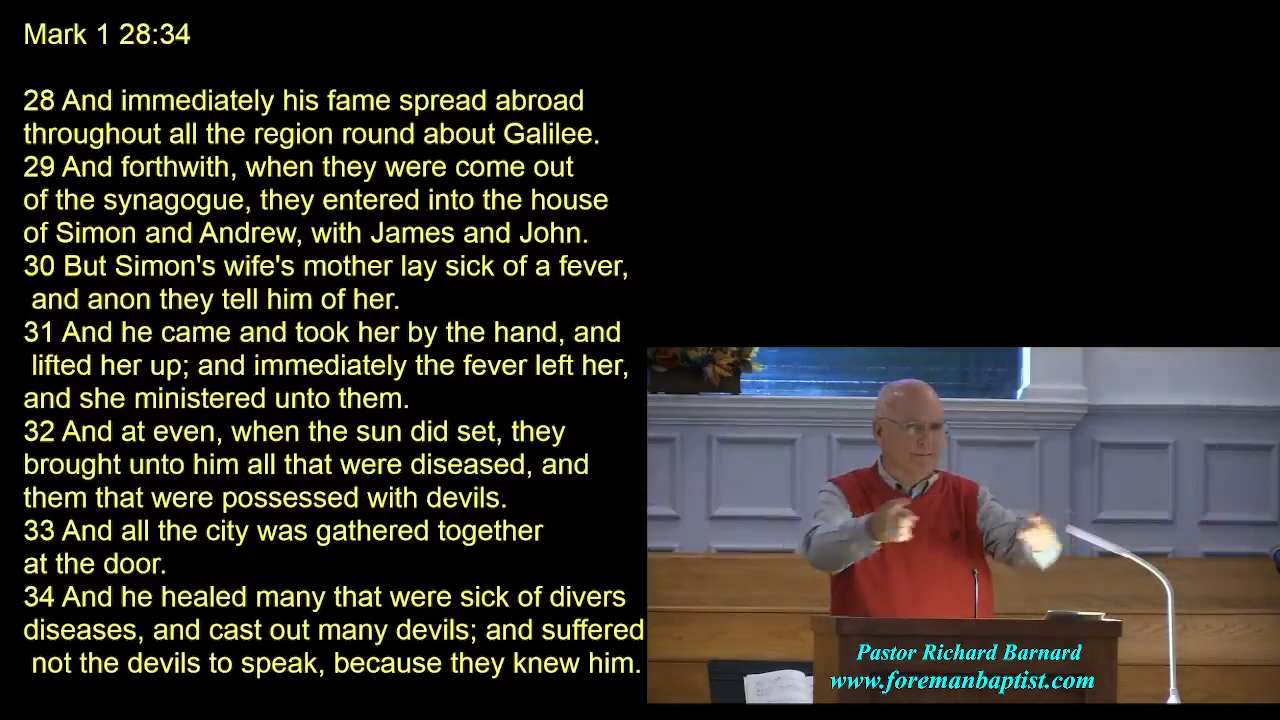 Mark 1 28:34
28 And immediately his fame spread abroad
throughout all the region round about Galilee.
29 And forthwith, when they were come out
of the synagogue, they entered into the house
of Simon and Andrew, with James and John.
30 But Simon's wife's mother lay sick of a fever,
and anon they tell him of her.
31 And he came and took her by the hand, and
lifted her up; and immediately the fever left her,
and she ministered unto them.
32 And at even, when the sun did set, they
brought unto him all that were diseased, and
them that were possessed with devils.
33 And all the city was gathered together
at the door.
34 And he healed many that were sick of divers
diseases, and cast out many devils; and suffered
not the devils to speak, because they knew him.
Pastor Richard Barnard
www.foremanbaptist.com